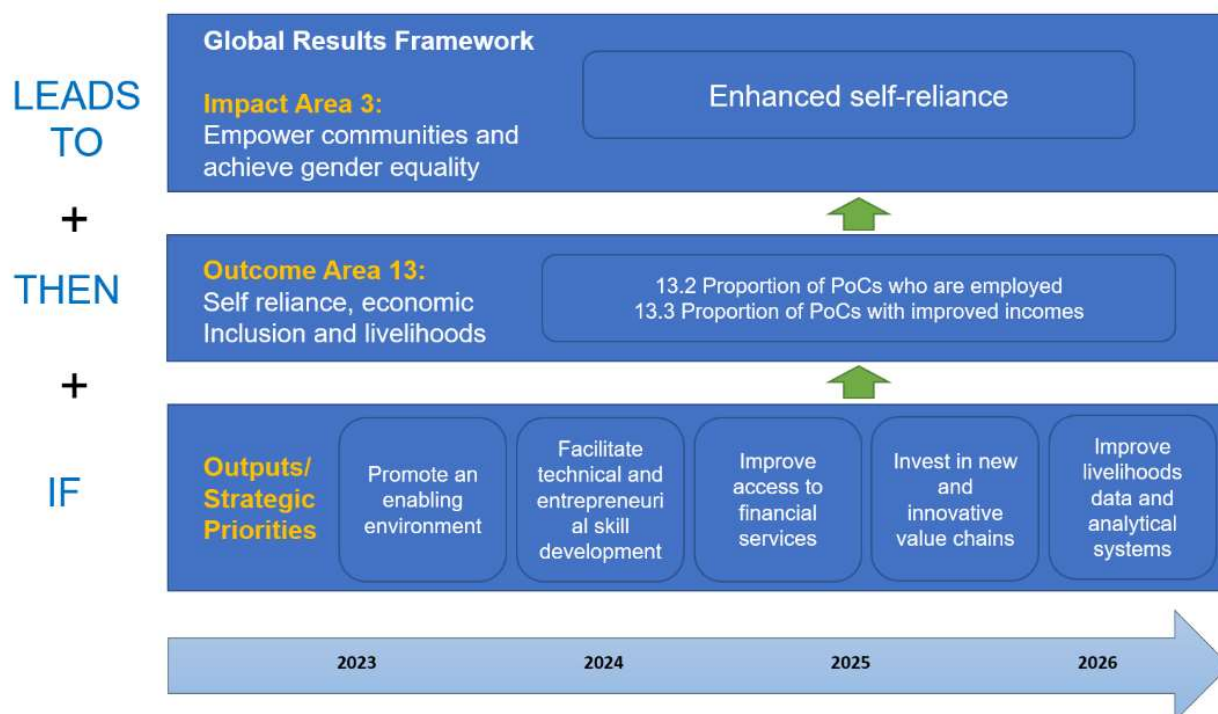 LEADS
TO
Global Results Framework
Impact Area 3:
Empower communities and
achieve gender equality
Enhanced self-reliance
+
THEN
Outcome Area 13:
Self reliance, economic
Inclusion and livelihoods
13.2 Proportion of PoCs who are employed
13.3 Proportion of PoCs with improved incomes
+
IF
Outputs/
Strategic
Priorities
Promote an
enabling
environment
Facilitate
technical and
entrepreneuri
al skill
development
Improve
access to
financial
services
Invest in new
and
innovative
value chains
Improve
livelihoods
data and
analytical
systems
2023
2024
2025
2026